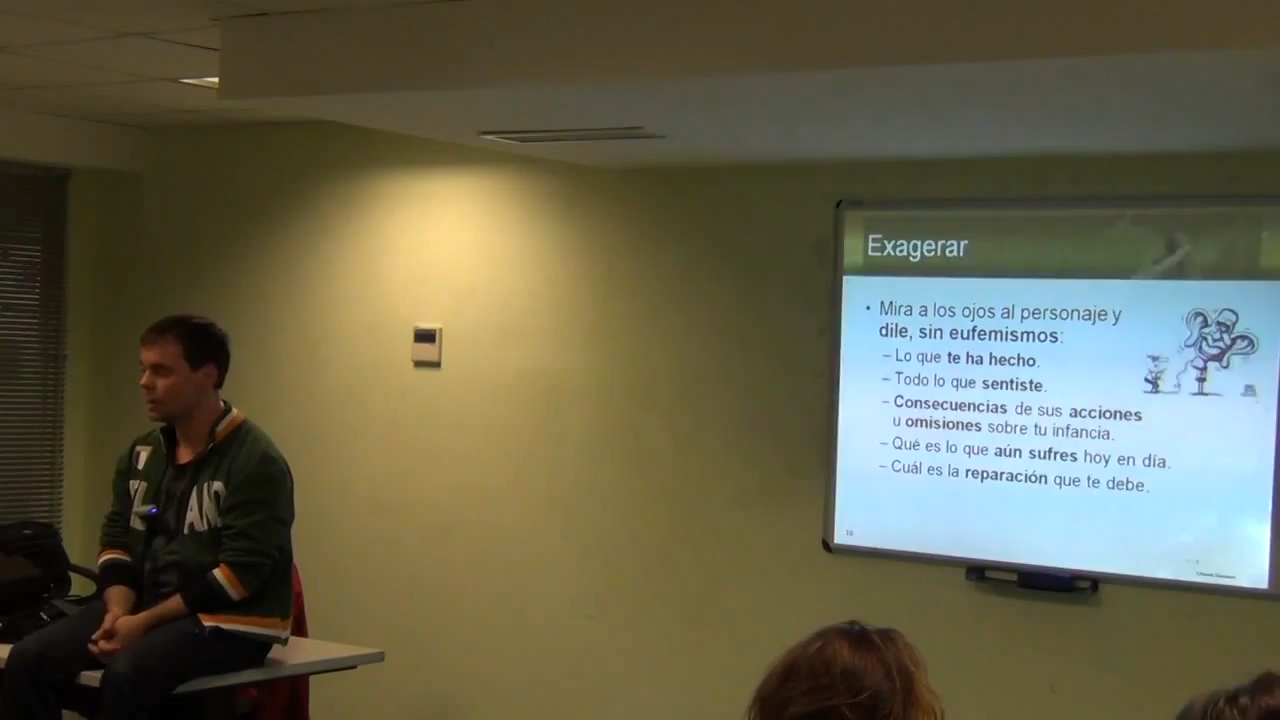 Exagerar
• Mira a los ojos al personaje y
dile, sin eufemismos:
– Lo que te ha hecho.
– Todo lo que sentiste.
– Consecuencias de sus acciones
u omisiones sobre tu infancia.
– Qué es lo que aún sufres hoy en día.
– Cuál es la reparación que te debe.
16